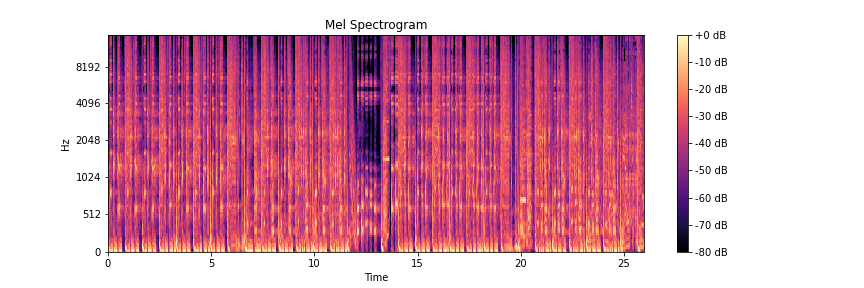 Mel Spectrogram
Hz
8192
4096
2048
1024
512
0
0 5 10 15 20 25
Time
+0 dB
-10 dB
-20 dB
-30 dB
-40 dB
-50 dB
-60 dB
-70 dB
-80 dB